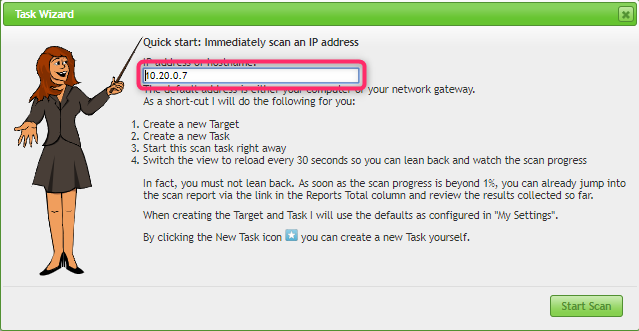 Task Wizard
Quick start: Immediately scan an IP address
IP address or hostname:
10.20.0.7
The default address is either your computer or your network gateway.
As a short-cut I will do the following for you:
1. Create a new Target
2. Create a new Task
3. Start this scan task right away
4. Switch the view to reload every 30 seconds so you can lean back and watch the scan progress
In fact, you must not lean back. As soon as the scan progress is beyond 1%, you can already jump into
the scan report via the link in the Reports Total column and review the results collected so far.
When creating the Target and Task I will use the defaults as configured in "My Settings".
By clicking the New Task icon you can create a new Task yourself.
Start Scan